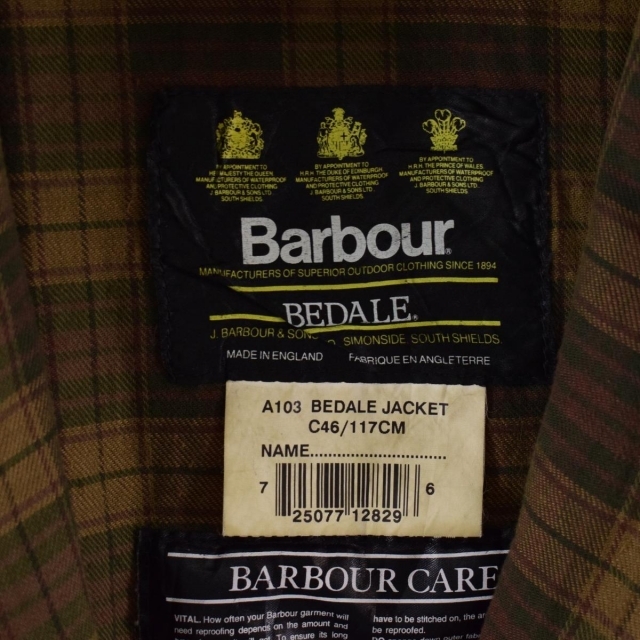 BY APPOINTMENT TO
HER MAJESTY THE QUEEN
MANUFACTURERS OF WATERPROOF
AND PROTECTIVE CLOTHING
J. BARBOUR & SONS LTD
SOUTH SHIELDS
BY APPOINTMENT TO
H.R.H. THE DUKE OF EDINBURGH
MANUFACTURERS OF WATERPROOF
AND PROTECTIVE CLOTHING
J. BARBOUR & SONS LTD
SOUTH SHIELDS
BY APPOINTMENT TO
H.R.H. THE PRINCE OF WALES
MANUFACTURERS OF WATERPROOF
AND PROTECTIVE CLOTHING
J. BARBOUR & SONS LTD
SOUTH SHIELDS.
Barbour®
MANUFACTURERS OF SUPERIOR OUTDOOR CLOTHING SINCE 1894
BEDALE®
J. BARBOUR & SONS SIMONSIDE SOUTH SHIELDS
MADE IN ENGLAND FABRIQUE EN ANGLETERRE
A103 BEDALE JACKET
C46/117CM
NAME..............................
7 25077 12829 6
BARBOUR CARE
VITAL. How often your Barbour garment will
need reproofing depends on the amount and
To ensure its long
have to be stitched on, the
be reproofed.